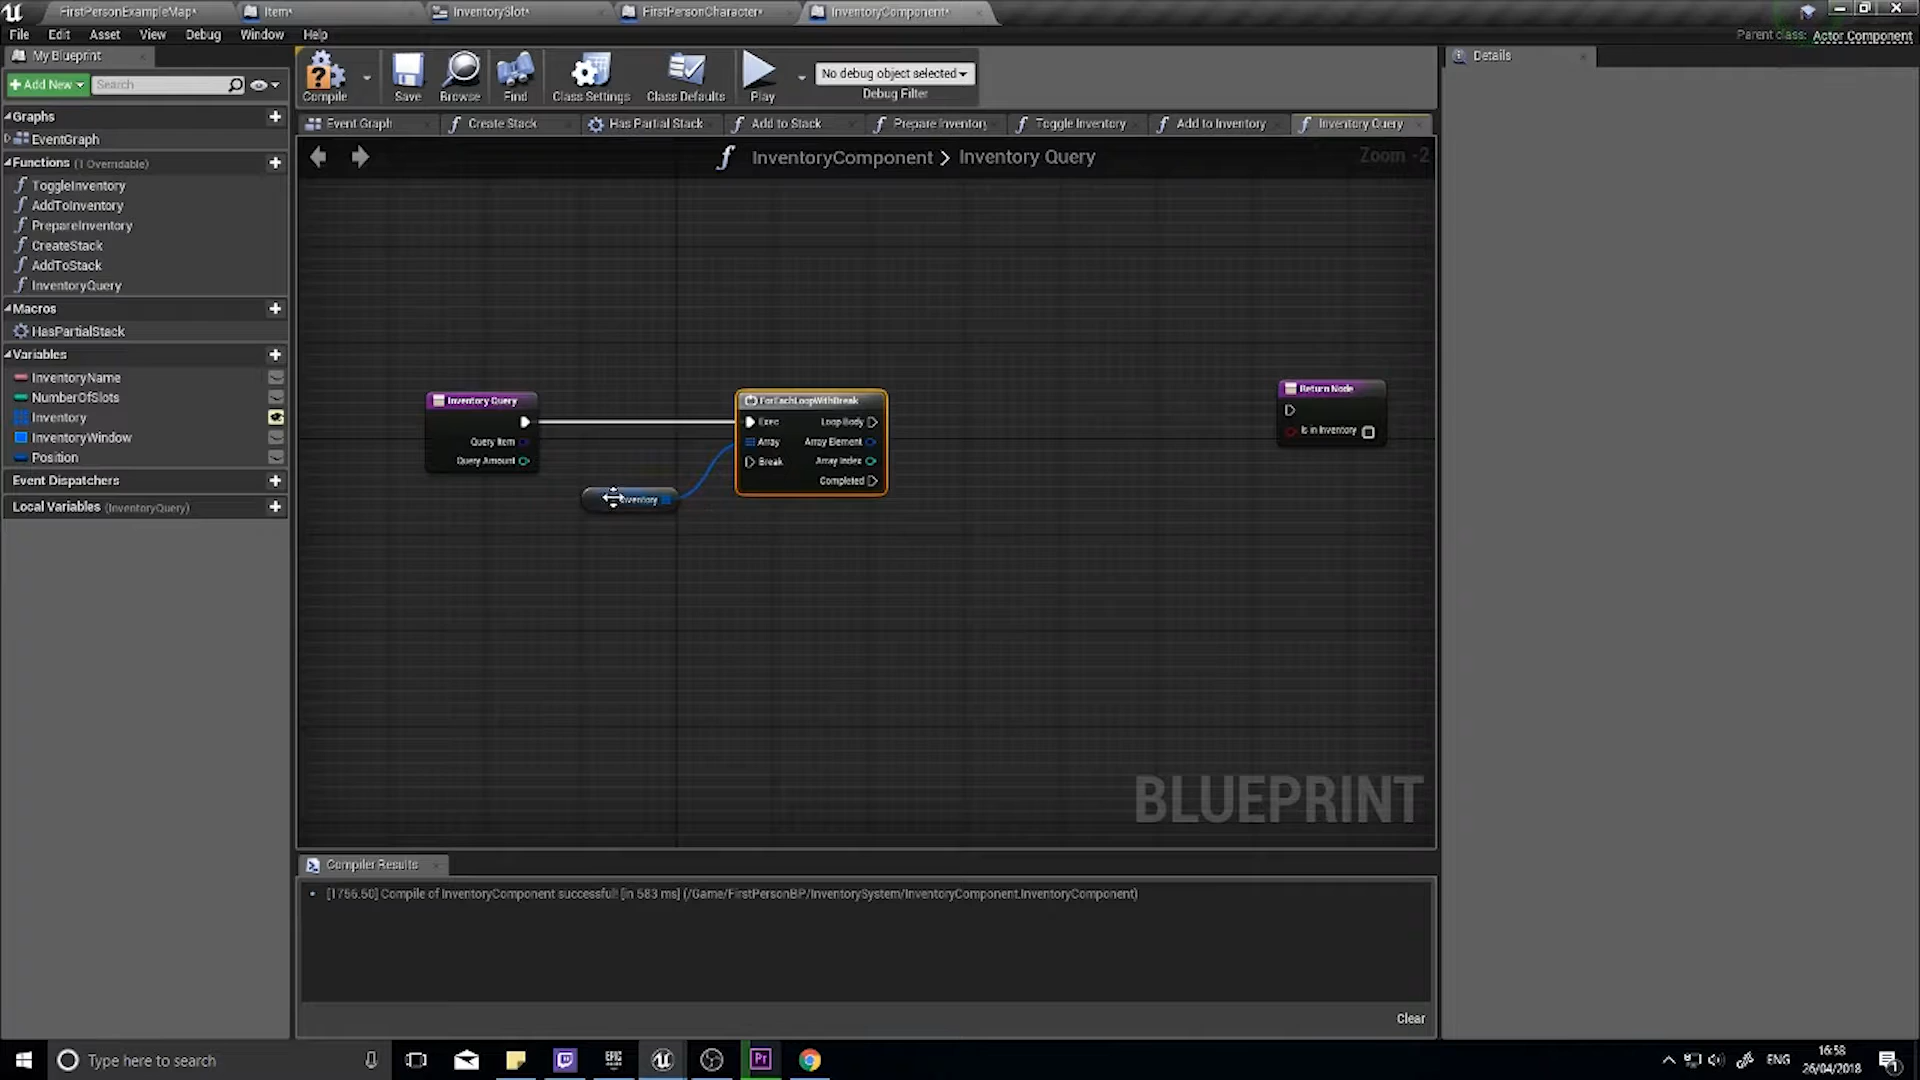 FirstPersonExampleMap*
Item*
InventorySlot*
FirstPersonCharacter*
InventoryComponent*
File Edit Asset View Debug Window Help
Parent class: Actor Component
My Blueprint
Details
Add New
Search
Compile
Save
Browse
Find
Class Settings
Class Defaults
Play
No debug object selected
Debug Filter
Graphs
EventGraph
Functions (1 Overridable)
ToggleInventory
AddToInventory
PrepareInventory
CreateStack
AddToStack
InventoryQuery
Macros
HasPartialStack
Variables
InventoryName
NumberOfSlots
Inventory
InventoryWindow
Position
Event Dispatchers
Local Variables (InventoryQuery)
Event Graph
Create Stack
Has Partial Stack
Add to Stack
Prepare Inventory
Toggle Inventory
Add to Inventory
Inventory Query
InventoryComponent > Inventory Query
Zoom -2
Inventory Query
Query Item
Query Amount
Inventory
ForEachLoopWithBreak
Exec
Loop Body
Array
Array Element
Break
Array Index
Completed
Return Node
Is in Inventory
BLUEPRINT
Compiler Results
[1756.50] Compile of InventoryComponent successful! [in 583 ms] (/Game/FirstPersonBP/InventorySystem/InventoryComponent.InventoryComponent)
Clear
Type here to search
EPIC
Pr
ENG
16:58
26/04/2018